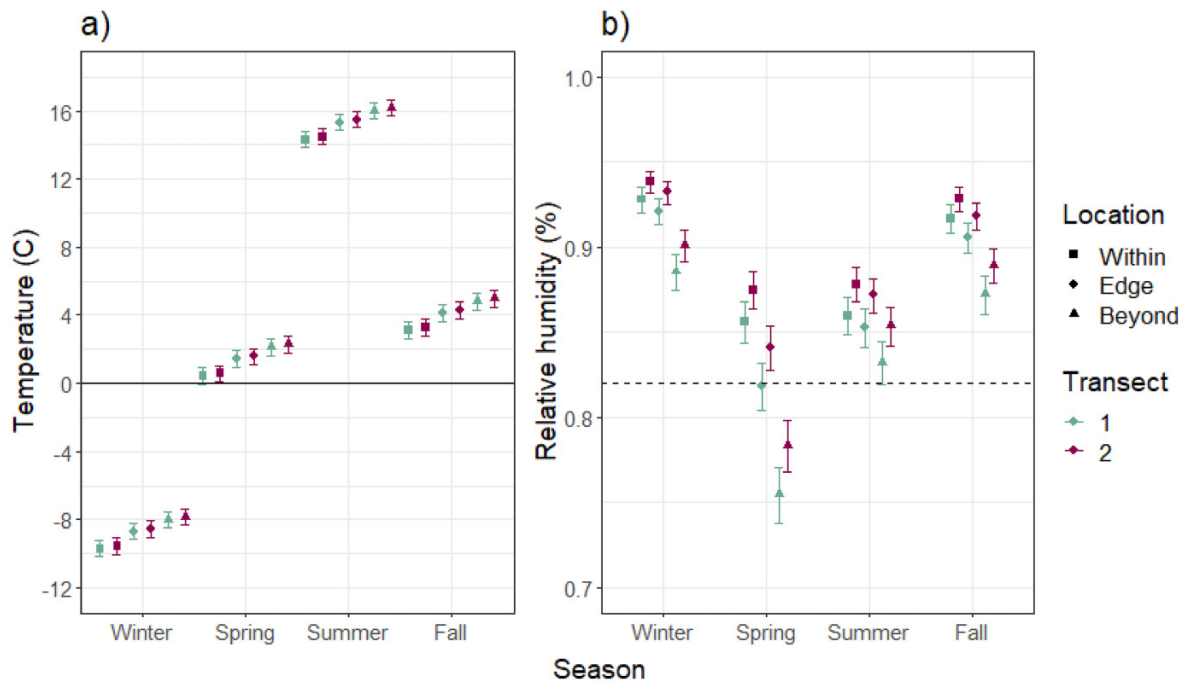 a)
Temperature (C)
16
12
8
4
0
-4
-8
-12
Winter Spring Summer Fall
b)
Relative humidity (%)
1.0
0.9
0.8
0.7
Winter Spring Summer Fall
Season
Location
Within
Edge
Beyond
Transect
1
2